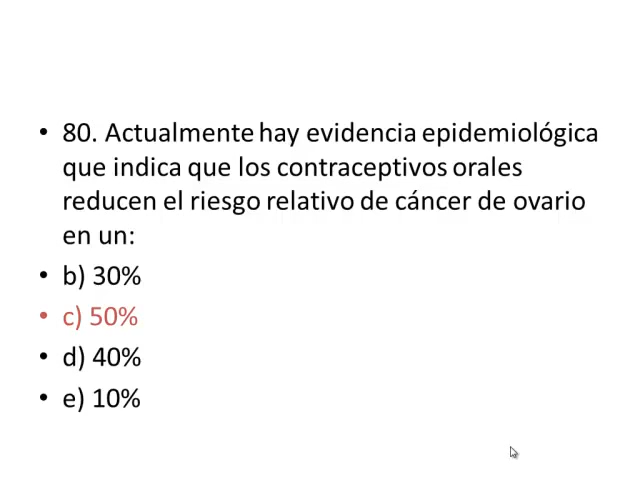 • 80. Actualmente hay evidencia epidemiológica
que indica que los contraceptivos orales
reducen el riesgo relativo de cáncer de ovario
en un:
• b) 30%
• c) 50%
• d) 40%
• e) 10%